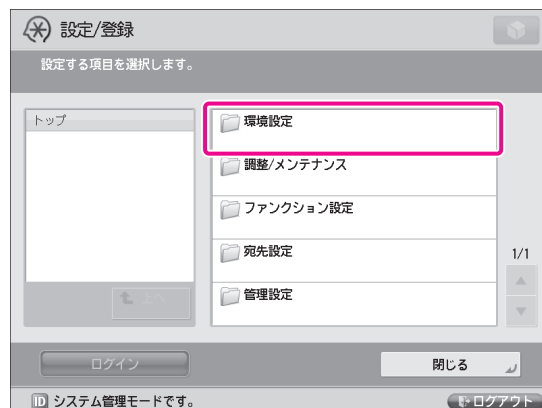 設定/登録
設定する項目を選択します。
トップ
環境設定
調整/メンテナンス
ファンクション設定
宛先設定
管理設定
1/1
上へ
ログイン
閉じる
ID システム管理モードです。
ログアウト